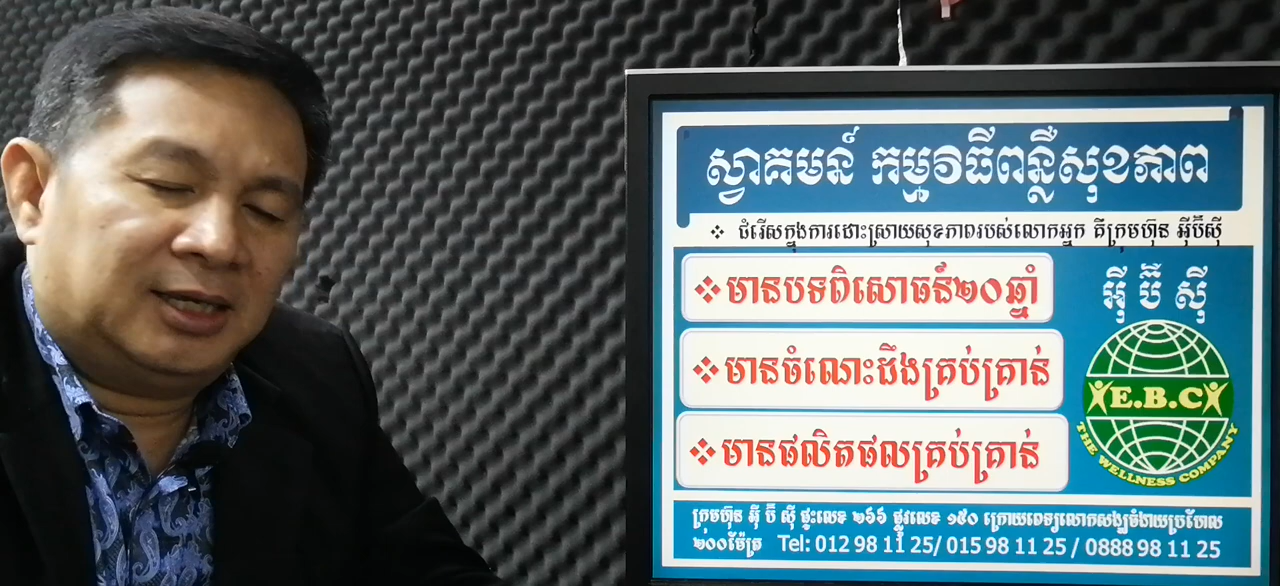 ស្វាគមន៍ កម្មវិធីពន្លឺសុខភាព
❖ ជំរើសក្នុងការដោះស្រាយសុខភាពរបស់លោកអ្នក គឺក្រុមហ៊ុន អ៊ីប៊ីស៊ី
❖មានបទពិសោធន៍២០ឆ្នាំ
❖មានចំណេះដឹងគ្រប់គ្រាន់
❖មានផលិតផលគ្រប់គ្រាន់
អ៊ី ប៊ី ស៊ី
E.B.C
THE WELLNESS COMPANY
ក្រុមហ៊ុន អ៊ី ប៊ី ស៊ី ផ្ទះលេខ ២៦៦ ផ្លូវលេខ ១៥០ ក្រោយពេទ្យលោកសង្ឃចំងាយប្រហែល
២០០ម៉ែត្រ Tel: 012 98 11 25/ 015 98 11 25 / 0888 98 11 25